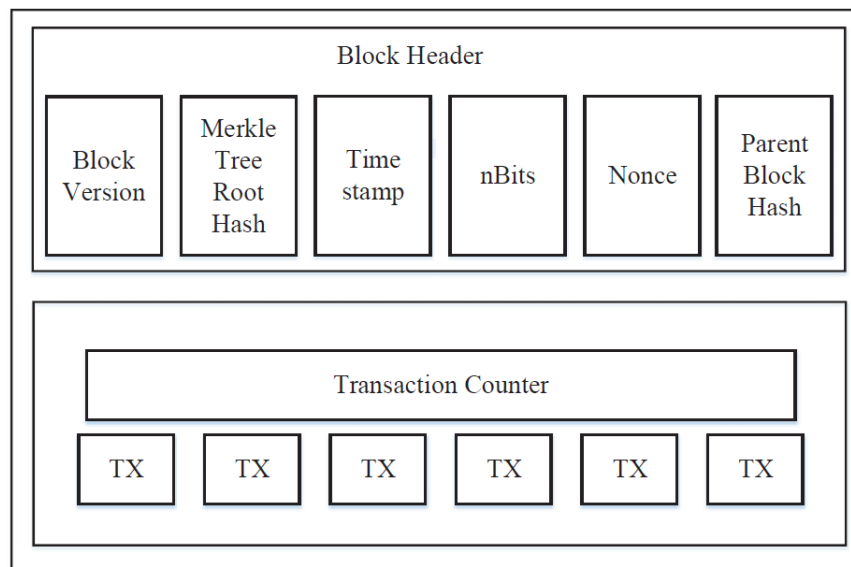 Block Header
Block
Version
Merkle
Tree
Root
Hash
Time
stamp
nBits
Nonce
Parent
Block
Hash
Transaction Counter
TX TX TX TX TX TX